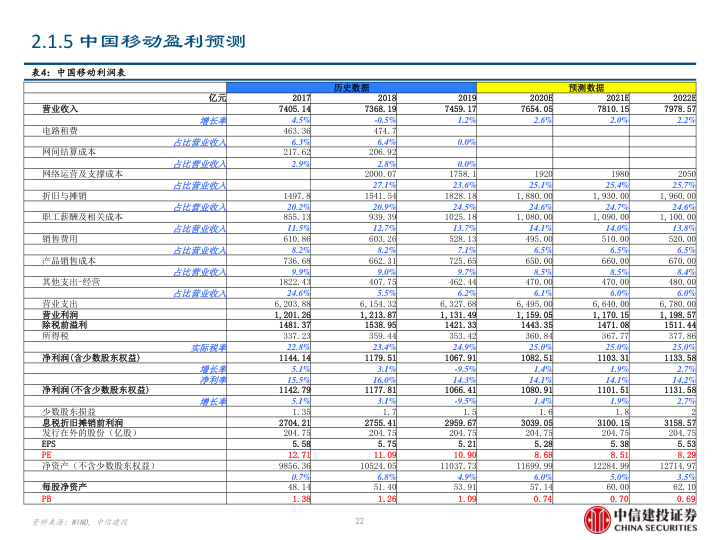 2.1.5 中国移动盈利预测
表4：中国移动利润表
历史数据 预测数据
亿元 2017 2018 2019 2020E 2021E 2022E
营业收入 7405.14 7368.19 7459.17 7654.05 7810.15 7978.57
增长率 4.5% -0.5% 1.2% 2.6% 2.0% 2.2%
电路租费 463.36 474.7
占比营业收入 6.3% 6.4% 0.0%
网间结算成本 217.62 206.92
占比营业收入 2.9% 2.8% 0.0%
网络运营及支撑成本 2000.07 1758.1 1920 1980 2050
占比营业收入 27.1% 23.6% 25.1% 25.4% 25.7%
折旧与摊销 1497.8 1541.54 1828.18 1,880.00 1,930.00 1,960.00
占比营业收入 20.2% 20.9% 24.5% 24.6% 24.7% 24.6%
职工薪酬及相关成本 855.13 939.39 1025.18 1,080.00 1,090.00 1,100.00
占比营业收入 11.5% 12.7% 13.7% 14.1% 14.0% 13.8%
销售费用 610.86 603.26 528.13 495.00 510.00 520.00
占比营业收入 8.2% 8.2% 7.1% 6.5% 6.5% 6.5%
产品销售成本 736.68 662.31 725.65 650.00 660.00 670.00
占比营业收入 9.9% 9.0% 9.7% 8.5% 8.5% 8.4%
其他支出-经营 1822.43 407.75 462.44 470.00 470.00 480.00
占比营业收入 24.6% 5.5% 6.2% 6.1% 6.0% 6.0%
营业支出 6,203.88 6,154.32 6,327.68 6,495.00 6,640.00 6,780.00
营业利润 1,201.26 1,213.87 1,131.49 1,159.05 1,170.15 1,198.57
除税前溢利 1481.37 1538.95 1421.33 1443.35 1471.08 1511.44
所得税 337.23 359.44 353.42 360.84 367.77 377.86
实际税率 22.8% 23.4% 24.9% 25.0% 25.0% 25.0%
净利润(含少数股东权益) 1144.14 1179.51 1067.91 1082.51 1103.31 1133.58
增长率 5.1% 3.1% -9.5% 1.4% 1.9% 2.7%
净利率 15.5% 16.0% 14.3% 14.1% 14.1% 14.2%
净利润(不含少数股东权益) 1142.79 1177.81 1066.41 1080.91 1101.51 1131.58
增长率 5.1% 3.1% -9.5% 1.4% 1.9% 2.7%
少数股东损益 1.35 1.7 1.5 1.6 1.8 2
息税折旧摊销前利润 2704.21 2755.41 2959.67 3039.05 3100.15 3158.57
发行在外的股份（亿股） 204.75 204.75 204.75 204.75 204.75 204.75
EPS 5.58 5.75 5.21 5.28 5.38 5.53
PE 12.71 11.09 10.90 8.68 8.51 8.29
净资产（不含少数股东权益） 9856.36 10524.05 11037.73 11699.99 12284.99 12714.97
0.7% 6.8% 4.9% 6.0% 5.0% 3.5%
每股净资产 48.14 51.40 53.91 57.14 60.00 62.10
PB 1.38 1.26 1.09 0.74 0.70 0.69
资料来源：WIND, 中信建投
22
中信建投证券
CHINA SECURITIES